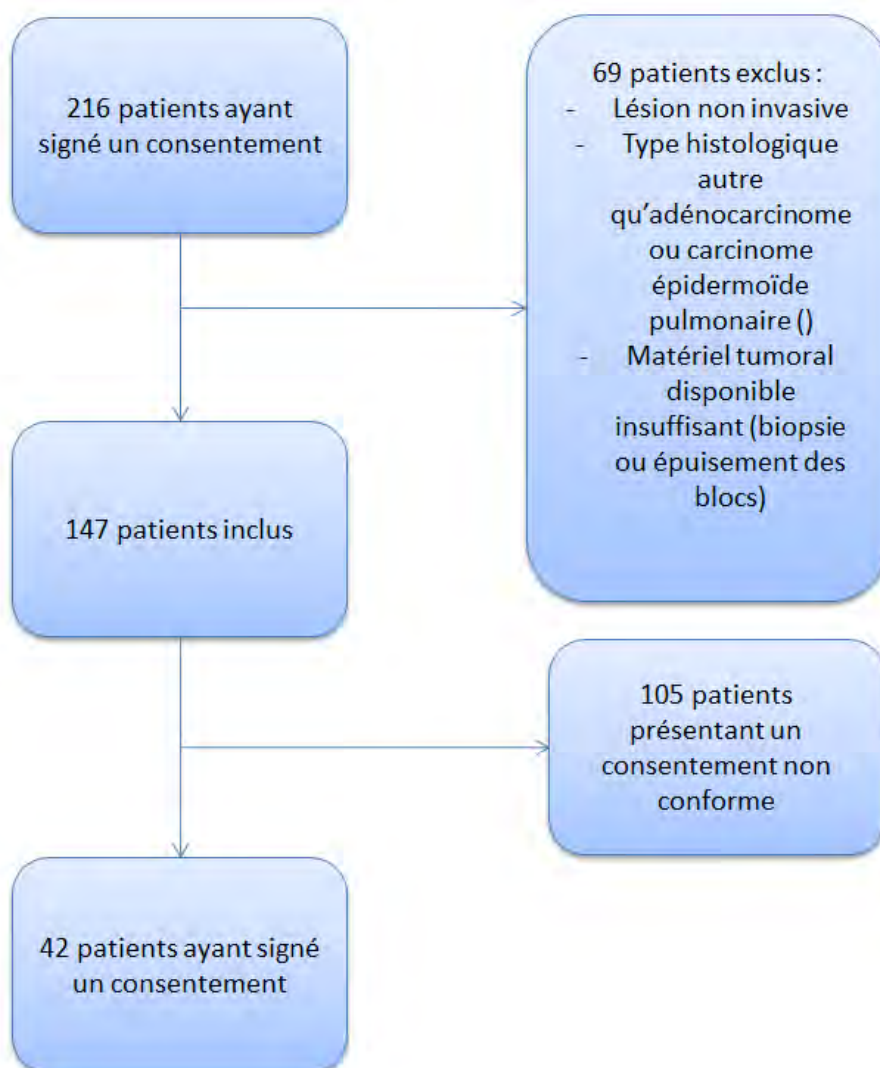 216 patients ayant
signé un consentement
69 patients exclus :
- Lésion non invasive
- Type histologique
autre
qu'adénocarcinome
ou carcinome
épidermoïde
pulmonaire ()
- Matériel tumoral
disponible
insuffisant (biopsie
ou épuisement des
blocs)
147 patients inclus
105 patients
présentant un
consentement non
conforme
42 patients ayant signé
un consentement